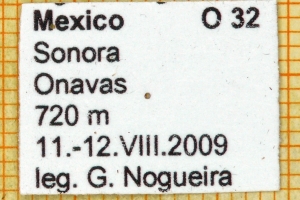 Mexico O 32
Sonora
Onavas
720 m
11.-12.VIII.2009
leg. G. Nogueira